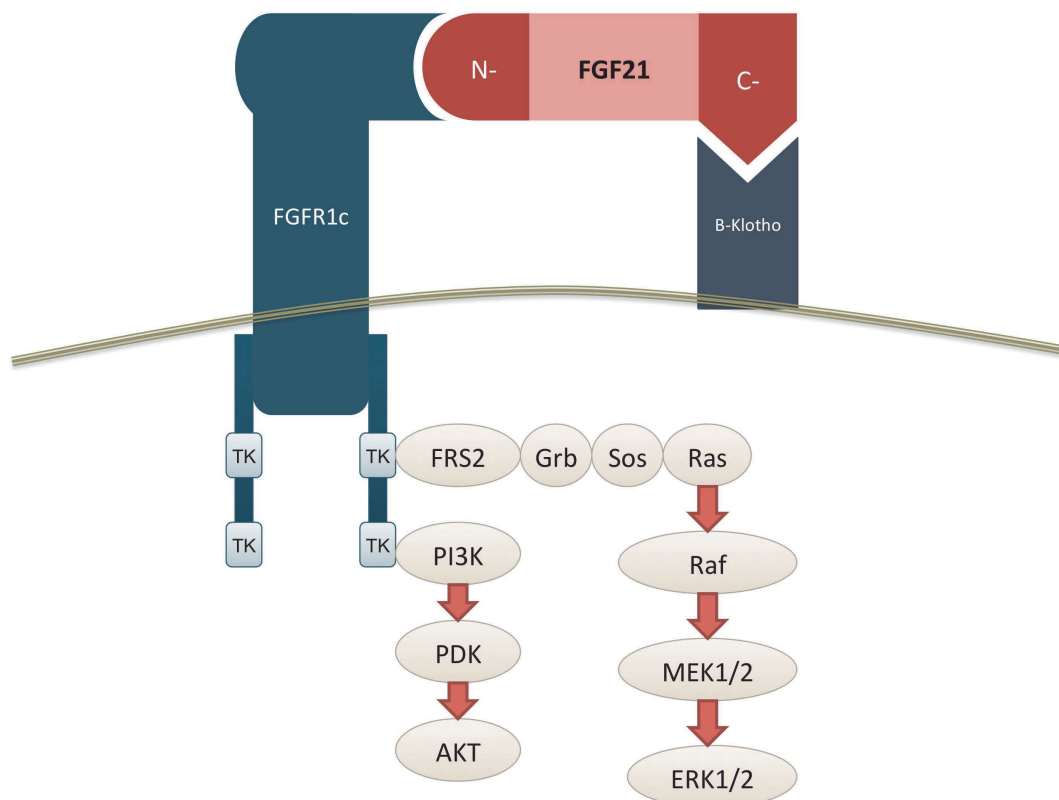 N-
FGF21
C-
FGFR1c
B-Klotho
TK
TK
FRS2
Grb
Sos
Ras
TK
TK
PI3K
Raf
PDK
MEK1/2
AKT
ERK1/2